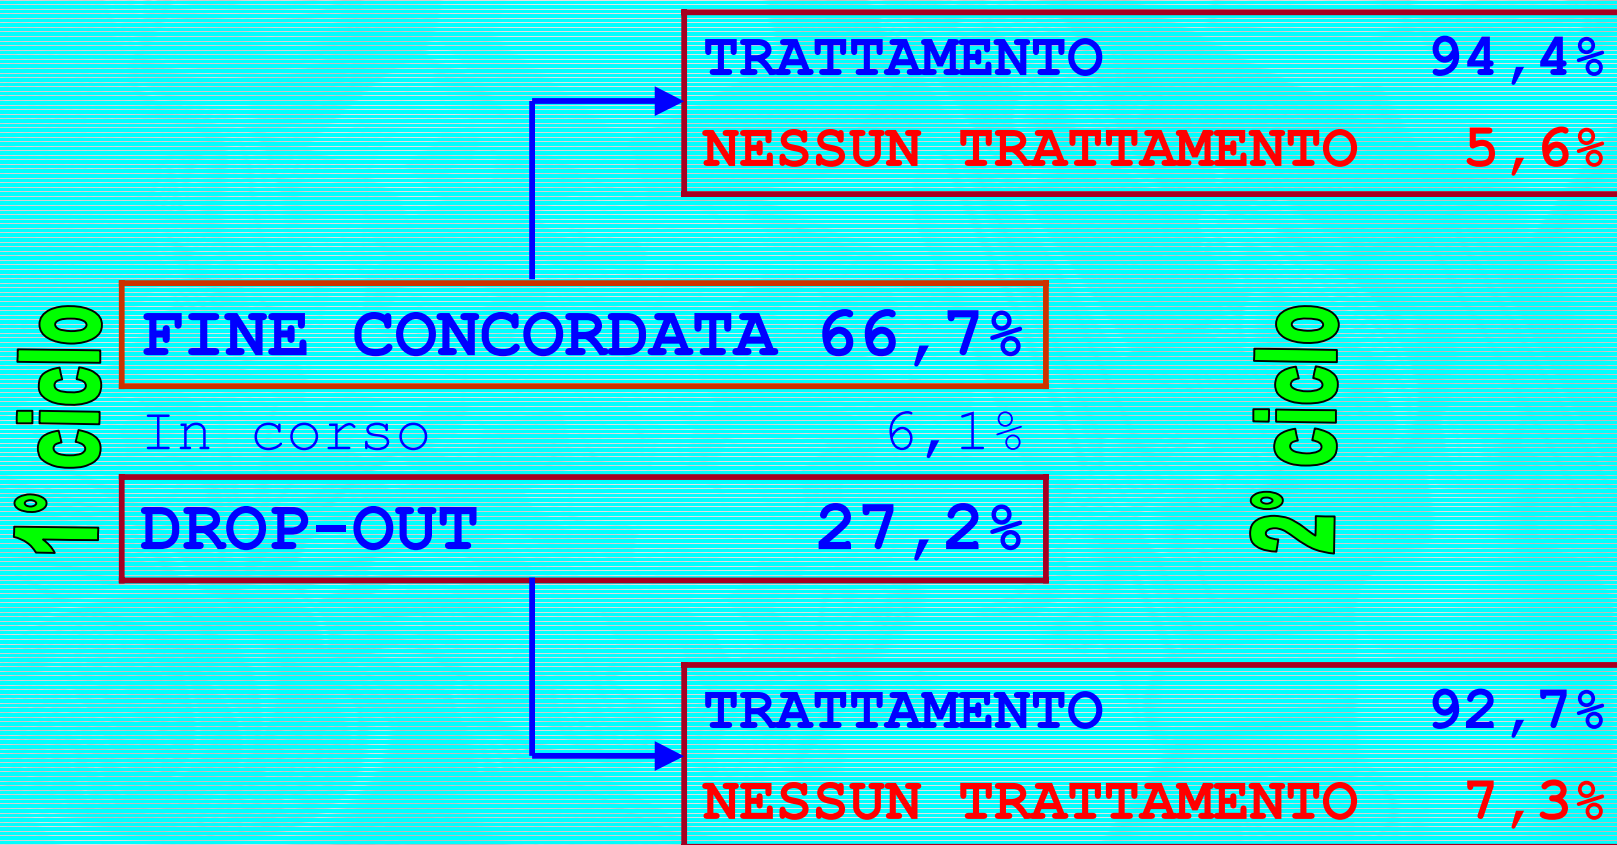 TRATTAMENTO 94,4%
NESSUN TRATTAMENTO 5,6%
1° ciclo
FINE CONCORDATA 66,7%
In corso 6,1%
DROP-OUT 27,2%
2° ciclo
TRATTAMENTO 92,7%
NESSUN TRATTAMENTO 7,3%